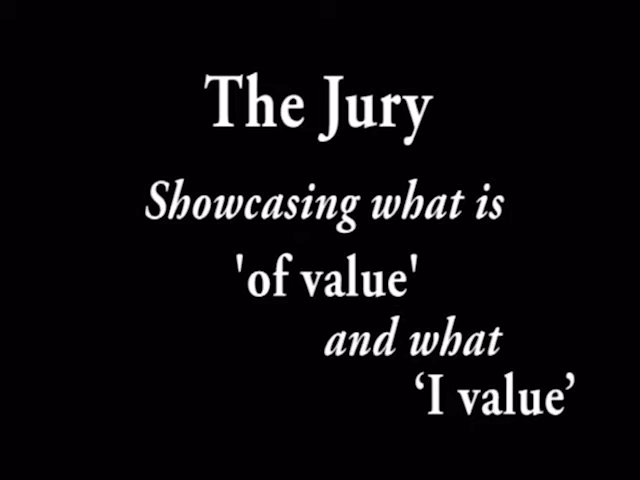 The Jury
Showcasing what is
'of value'
and what
‘I value’